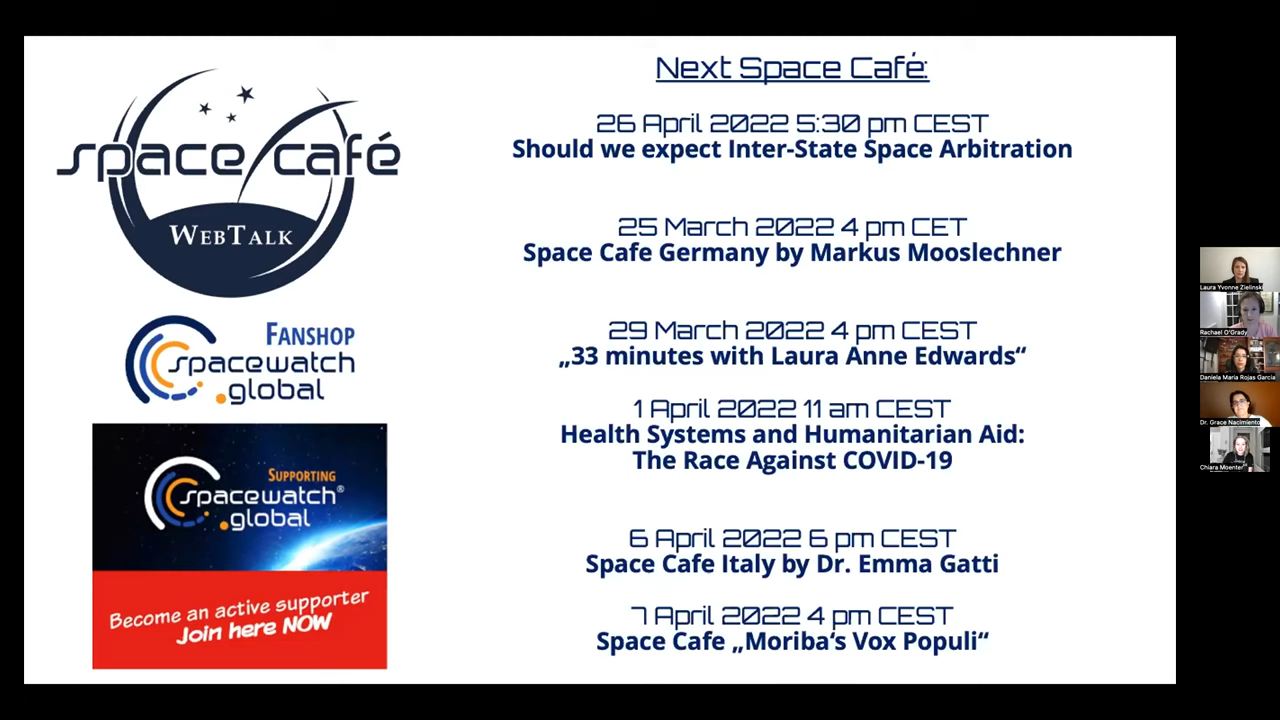 space café
WEBTALK
FANSHOP
spacewatch
.global
SUPPORTING
spacewatch®
.global
Become an active supporter
Join here NOW
Next Space Café:
26 April 2022 5:30 pm CEST
Should we expect Inter-State Space Arbitration
25 March 2022 4 pm CET
Space Cafe Germany by Markus Mooslechner
29 March 2022 4 pm CEST
„33 minutes with Laura Anne Edwards“
1 April 2022 11 am CEST
Health Systems and Humanitarian Aid:
The Race Against COVID-19
6 April 2022 6 pm CEST
Space Cafe Italy by Dr. Emma Gatti
7 April 2022 4 pm CEST
Space Cafe „Moriba‘s Vox Populi“
Laura Yvonne Zielinski
Rachael O'Grady
Daniela Maria Rojas Garcia
Dr. Grace Nacimiento
Chiara Moenter